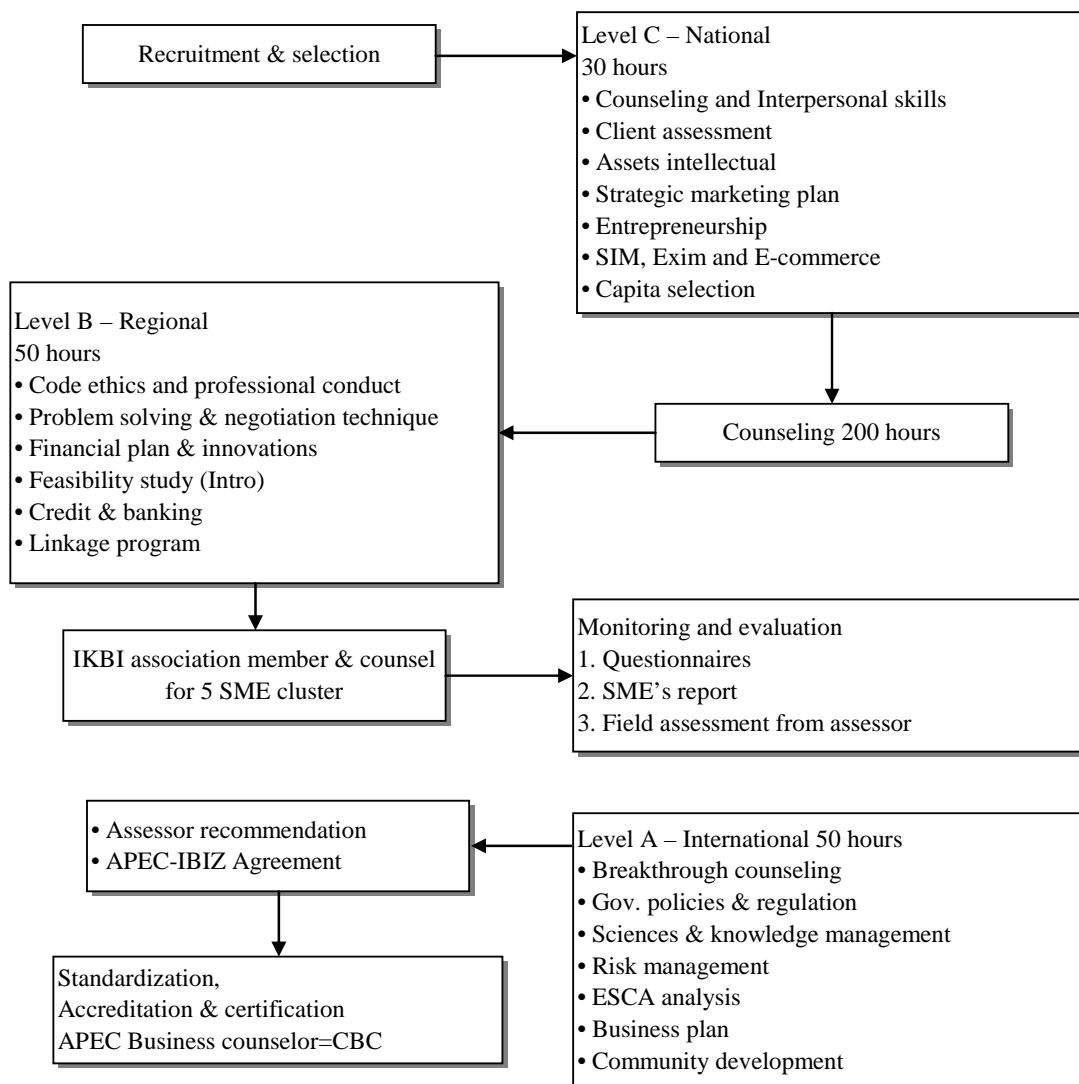 Recruitment & selection
Level C – National
30 hours
• Counseling and Interpersonal skills
• Client assessment
• Assets intellectual
• Strategic marketing plan
• Entrepreneurship
• SIM, Exim and E-commerce
• Capita selection
Counseling 200 hours
Level B – Regional
50 hours
• Code ethics and professional conduct
• Problem solving & negotiation technique
• Financial plan & innovations
• Feasibility study (Intro)
• Credit & banking
• Linkage program
IKBI association member & counsel
for 5 SME cluster
Monitoring and evaluation
1. Questionnaires
2. SME’s report
3. Field assessment from assessor
Level A – International 50 hours
• Breakthrough counseling
• Gov. policies & regulation
• Sciences & knowledge management
• Risk management
• ESCA analysis
• Business plan
• Community development
• Assessor recommendation
• APEC-IBIZ Agreement
Standardization,
Accreditation & certification
APEC Business counselor=CBC